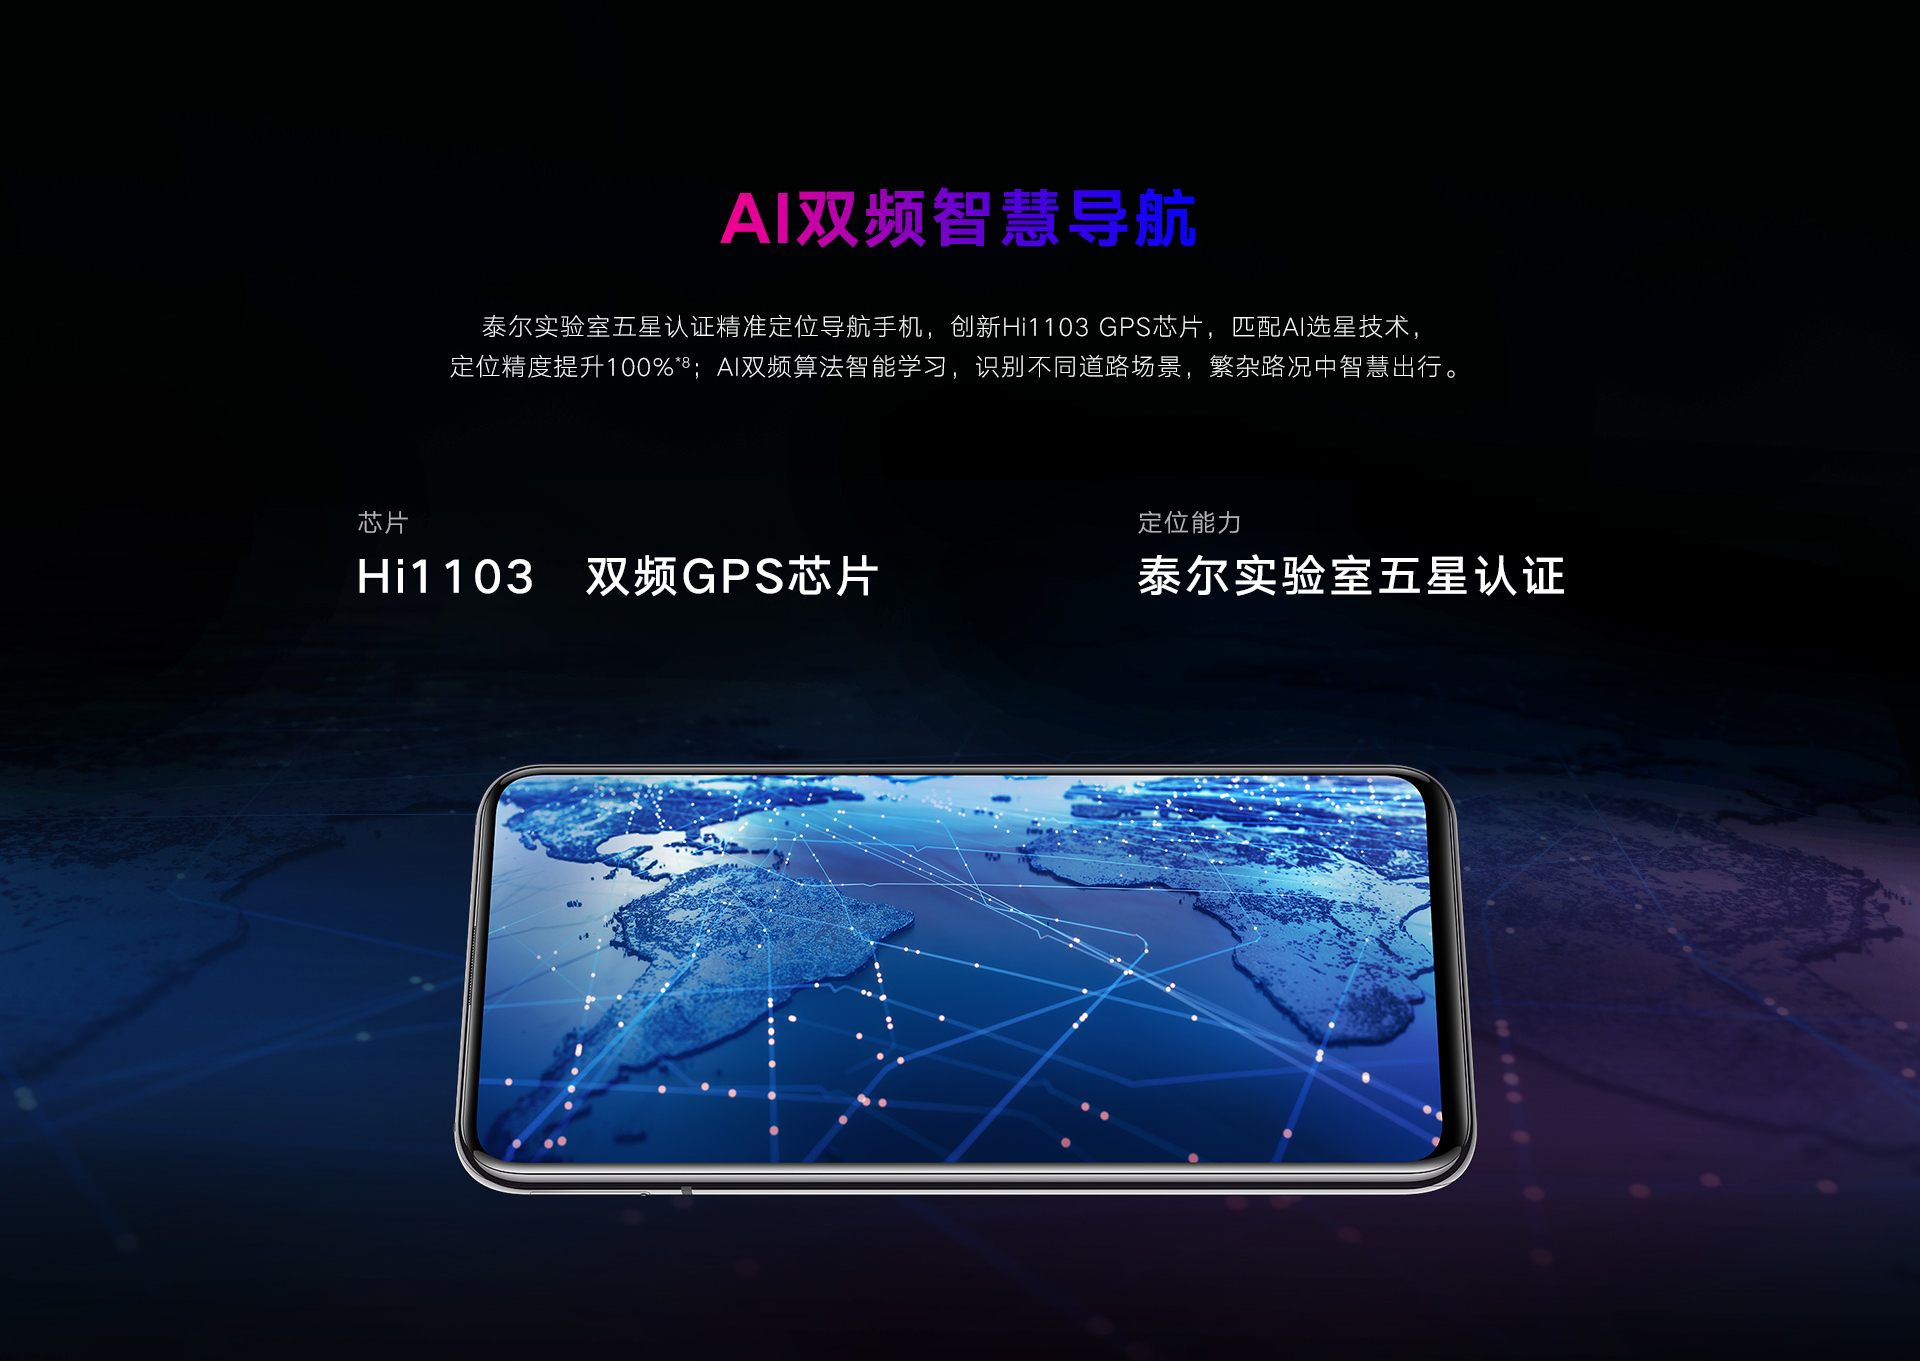 AI双频智慧导航
泰尔实验室五星认证精准定位导航手机，创新Hi1103 GPS芯片，匹配AI选星技术，
定位精度提升100%*8；AI双频算法智能学习，识别不同道路场景，繁杂路况中智慧出行。
芯片
Hi1103 双频GPS芯片
定位能力
泰尔实验室五星认证